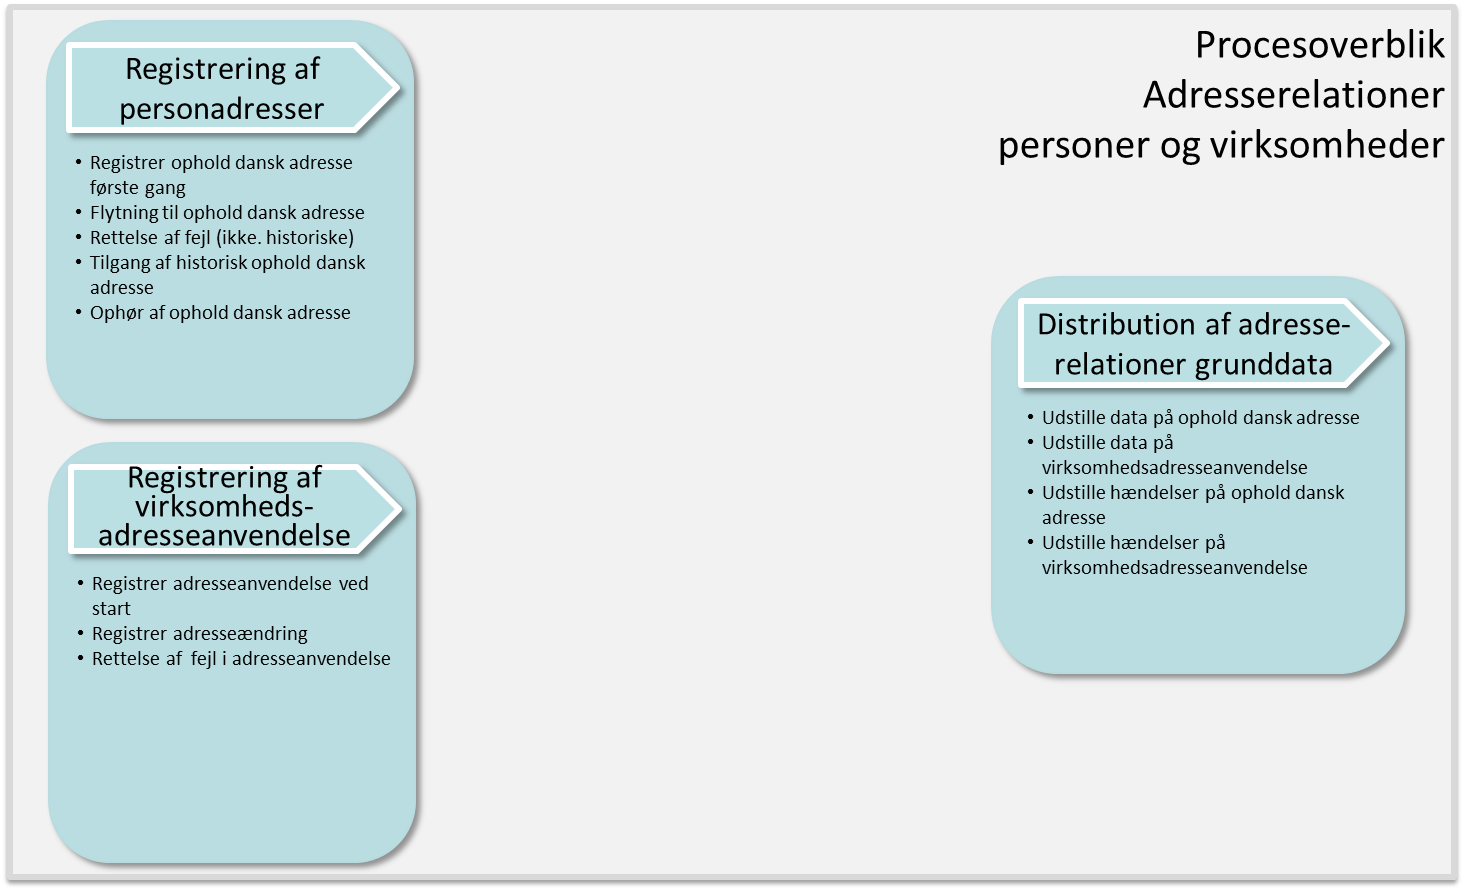 Procesoverblik
Adresserelationer
personer og virksomheder
Registrering af
personadresser
• Registrer ophold dansk adresse
første gang
• Flytning til ophold dansk adresse
• Rettelse af fejl (ikke. historiske)
• Tilgang af historisk ophold dansk
adresse
• Ophør af ophold dansk adresse
Registrering af
virksomheds-
adresseanvendelse
• Registrer adresseanvendelse ved
start
• Registrer adresseændring
• Rettelse af fejl i adresseanvendelse
Distribution af adresse-
relationer grunddata
• Udstille data på ophold dansk adresse
• Udstille data på
virksomhedsadresseanvendelse
• Udstille hændelser på ophold dansk
adresse
• Udstille hændelser på
virksomhedsadresseanvendelse